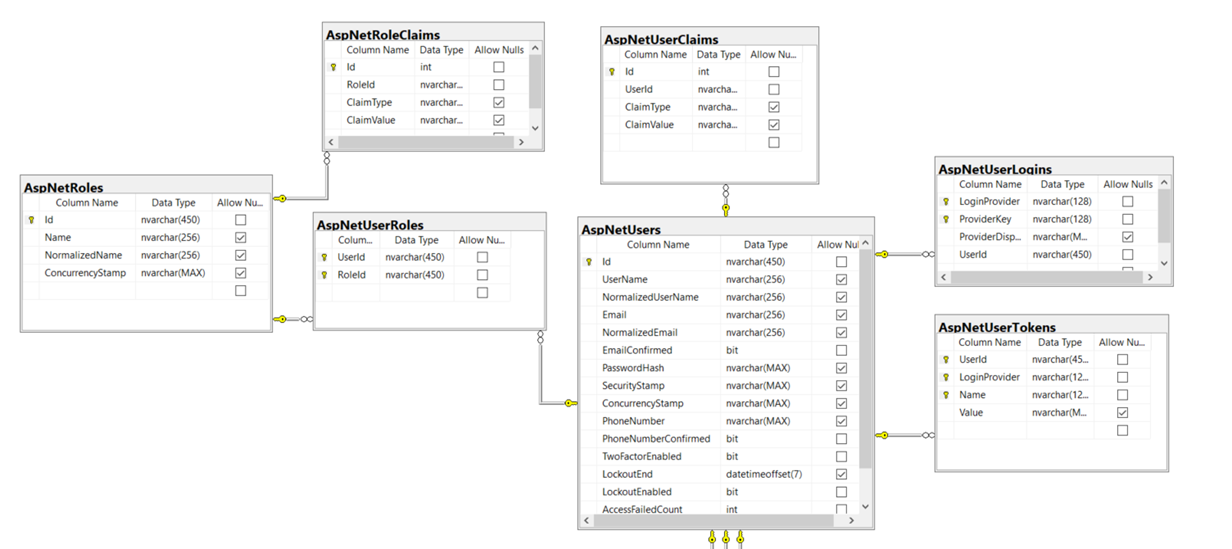 AspNetRoleClaims
Column Name Data Type Allow Nulls
Id int
RoleId nvarchar...
ClaimType nvarchar...
ClaimValue nvarchar...
AspNetUserClaims
Column Name Data Type Allow Nu...
Id int
UserId nvarcha...
ClaimType nvarcha...
ClaimValue nvarcha...
AspNetRoles
Column Name Data Type Allow Nu...
Id nvarchar(450)
Name nvarchar(256)
NormalizedName nvarchar(256)
ConcurrencyStamp nvarchar(MAX)
AspNetUserRoles
Colum... Data Type Allow Nu...
UserId nvarchar(450)
RoleId nvarchar(450)
AspNetUsers
Column Name Data Type Allow Nul
Id nvarchar(450)
UserName nvarchar(256)
NormalizedUserName nvarchar(256)
Email nvarchar(256)
NormalizedEmail nvarchar(256)
EmailConfirmed bit
PasswordHash nvarchar(MAX)
SecurityStamp nvarchar(MAX)
ConcurrencyStamp nvarchar(MAX)
PhoneNumber nvarchar(MAX)
PhoneNumberConfirmed bit
TwoFactorEnabled bit
LockoutEnd datetimeoffset(7)
LockoutEnabled bit
AccessFailedCount int
AspNetUserLogins
Column Name Data Type Allow Nulls
LoginProvider nvarchar(128)
ProviderKey nvarchar(128)
ProviderDisp... nvarchar(M...
UserId nvarchar(450)
AspNetUserTokens
Column Name Data Type Allow Nu...
UserId nvarchar(45...
LoginProvider nvarchar(12...
Name nvarchar(12...
Value nvarchar(M...